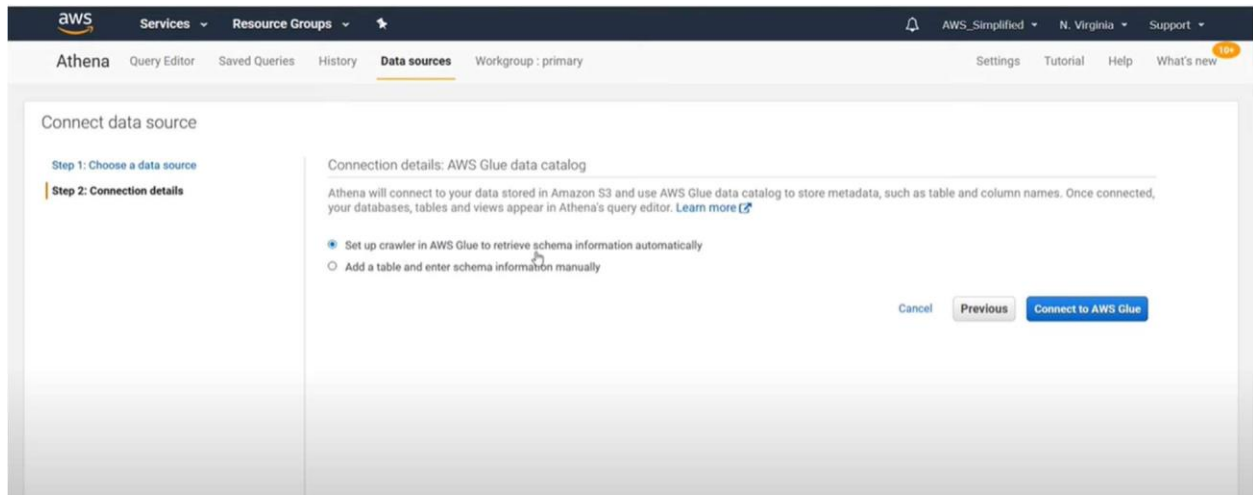 aws Services Resource Groups AWS_Simplified N. Virginia Support
Athena Query Editor Saved Queries History Data sources Workgroup : primary Settings Tutorial Help What's new 10+
Connect data source
Step 1: Choose a data source
Step 2: Connection details
Connection details: AWS Glue data catalog
Athena will connect to your data stored in Amazon S3 and use AWS Glue data catalog to store metadata, such as table and column names. Once connected,
your databases, tables and views appear in Athena's query editor. Learn more
Set up crawler in AWS Glue to retrieve schema information automatically
Add a table and enter schema information manually
Cancel Previous Connect to AWS Glue